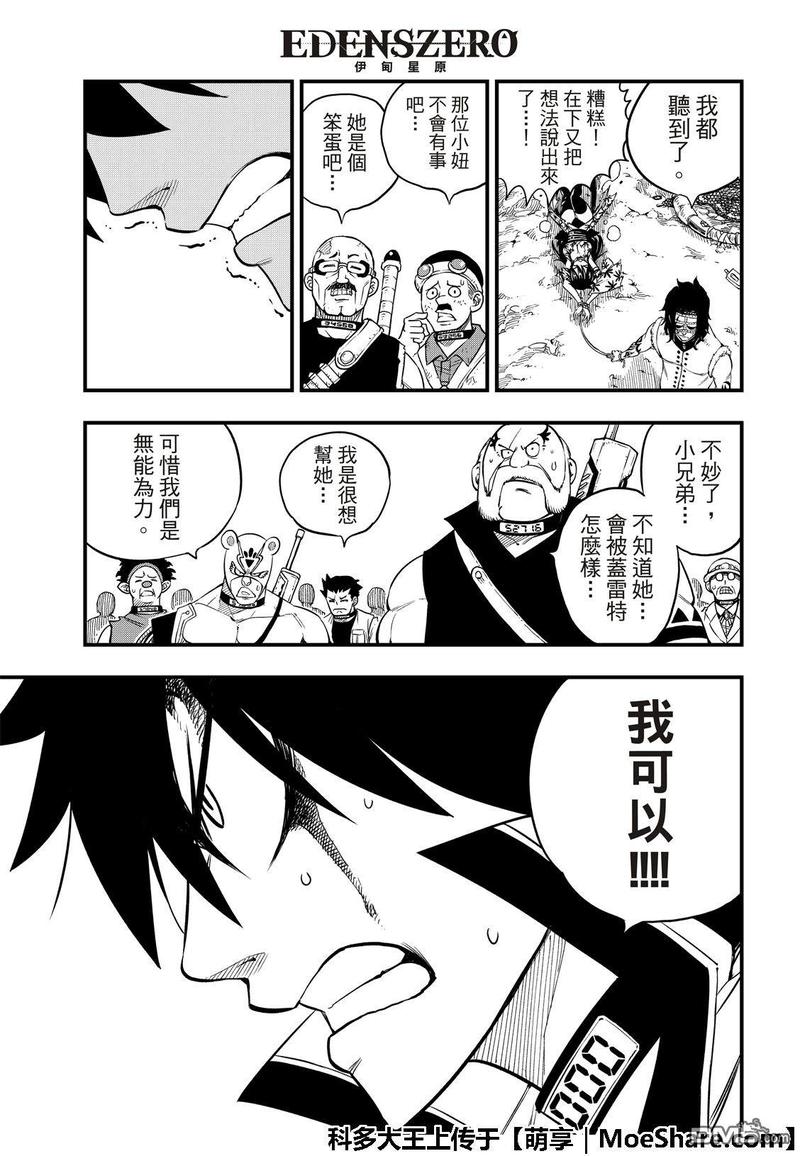 EDENSZERO
伊甸星原
我都
聽到了。
糟糕！
在下又把
想法說出來
了…！
那位小妞
不會有事
吧…
她是個
笨蛋吧…
34568
不妙了，
小兄弟…
不知道她…
會被蓋雷特
怎麼樣…
52716
我是很想
幫她…
可惜我們是
無能為力。
我可以!!!!
000
科多大王上传于【萌享｜MoeShare.com】